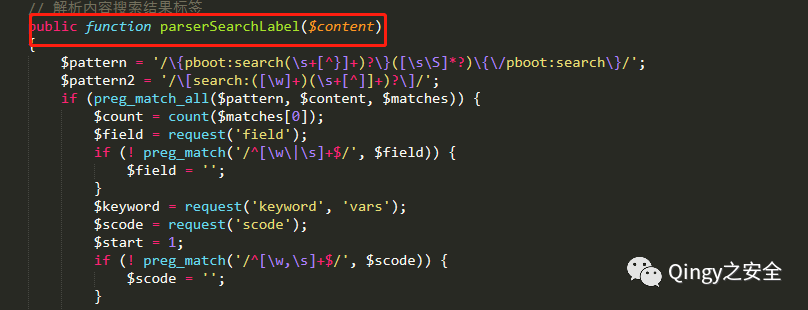 // 解析内容搜索结果标签
public function parserSearchLabel($content)
{
$pattern = '/\{pboot:search(\s+[^}]+)?\}([\s\S]*?)\{\/pboot:search\}/';
$pattern2 = '/\[search:([\w]+)(\s+[^]]+)?\]/';
if (preg_match_all($pattern, $content, $matches)) {
$count = count($matches[0]);
$field = request('field');
if (! preg_match('/^[\w\|\s]+$/', $field)) {
$field = '';
}
$keyword = request('keyword', 'vars');
$scode = request('scode');
$start = 1;
if (! preg_match('/^[\w,\s]+$/', $scode)) {
$scode = '';
}
Qingy之安全